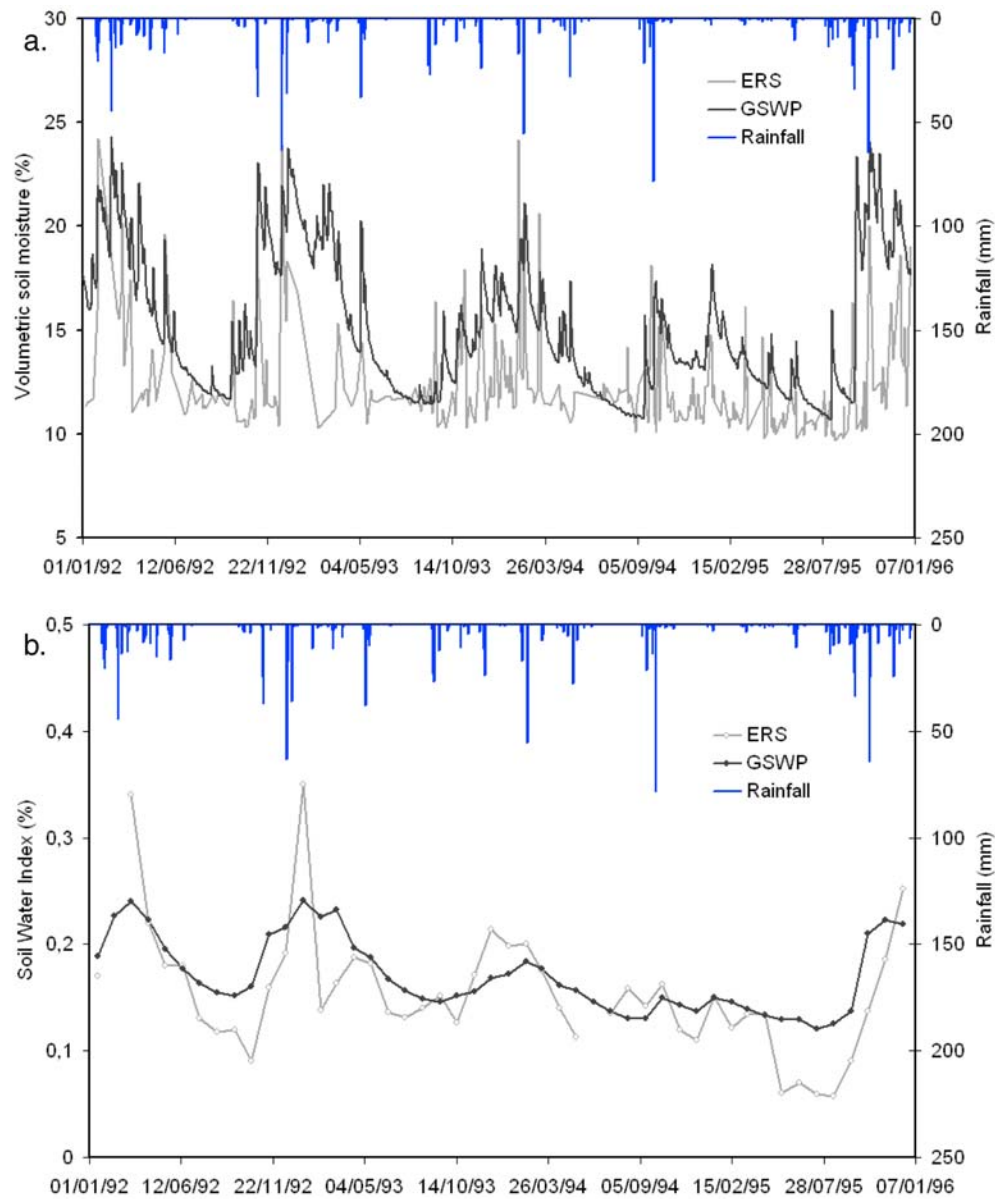 a.
30
25
20
15
10
5
Volumetric soil moisture (%)
ERS
GSWP
Rainfall
0
50
100
150
200
250
Rainfall (mm)
01/01/92 12/06/92 22/11/92 04/05/93 14/10/93 26/03/94 05/09/94 15/02/95 28/07/95 07/01/96
b.
0,5
0,4
0,3
0,2
0,1
0
Soil Water Index (%)
ERS
GSWP
Rainfall
0
50
100
150
200
250
Rainfall (mm)
01/01/92 12/06/92 22/11/92 04/05/93 14/10/93 26/03/94 05/09/94 15/02/95 28/07/95 07/01/96